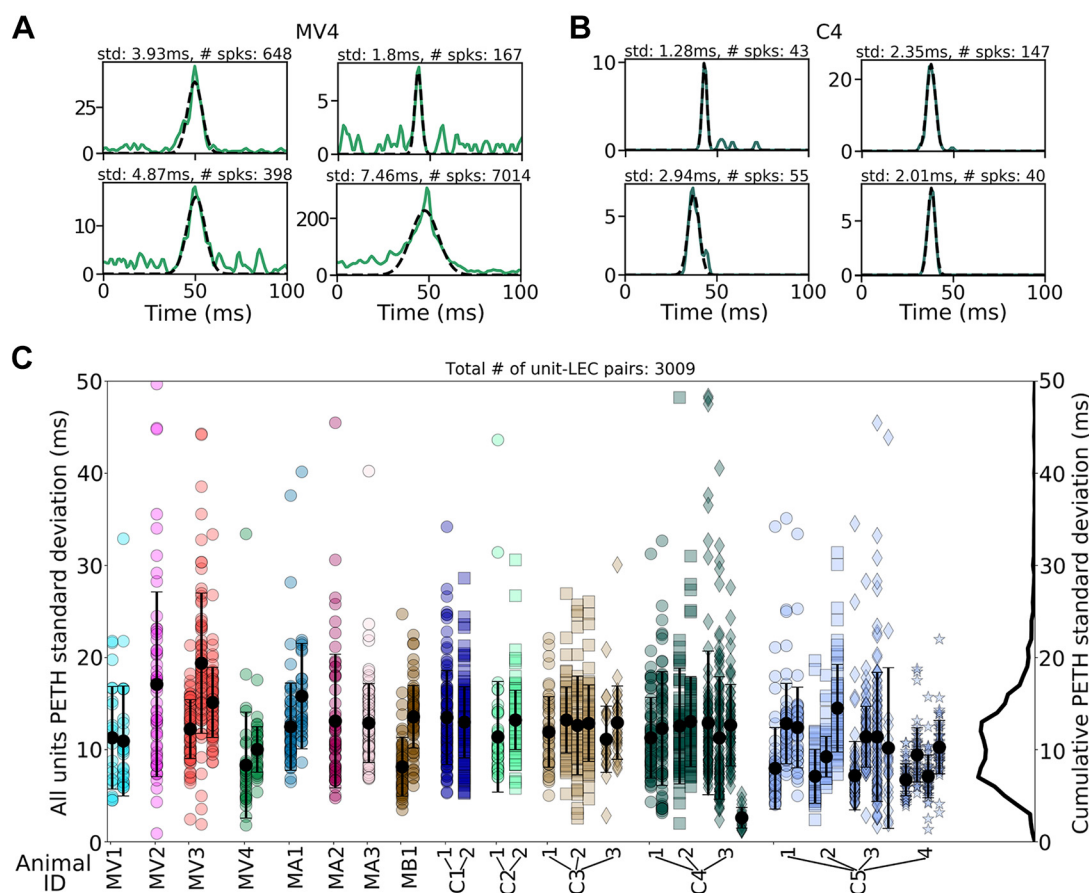 A
MV4
B
C4
std: 3.93ms, # spks: 648
std: 1.8ms, # spks: 167
std: 1.28ms, # spks: 43
std: 2.35ms, # spks: 147
25
0
0 50 100
5
0
0 50 100
10
0
20
0
std: 4.87ms, # spks: 398
std: 7.46ms, # spks: 7014
std: 2.94ms, # spks: 55
std: 2.01ms, # spks: 40
10
0
200
0
5
0
5
0
0 50 100
0 50 100
0 50 100
0 50 100
Time (ms)
Time (ms)
Time (ms)
Time (ms)
C
Total # of unit-LEC pairs: 3009
All units PETH standard deviation (ms)
50
40
30
20
10
0
50
40
30
20
10
0
Cumulative PETH standard deviation (ms)
Animal ID
MV1
MV2
MV3
MV4
MA1
MA2
MA3
MB1
C1 1 2
C2 1 2
C3 1 2 3
C4 1 2 3
C5 1 2 3 4